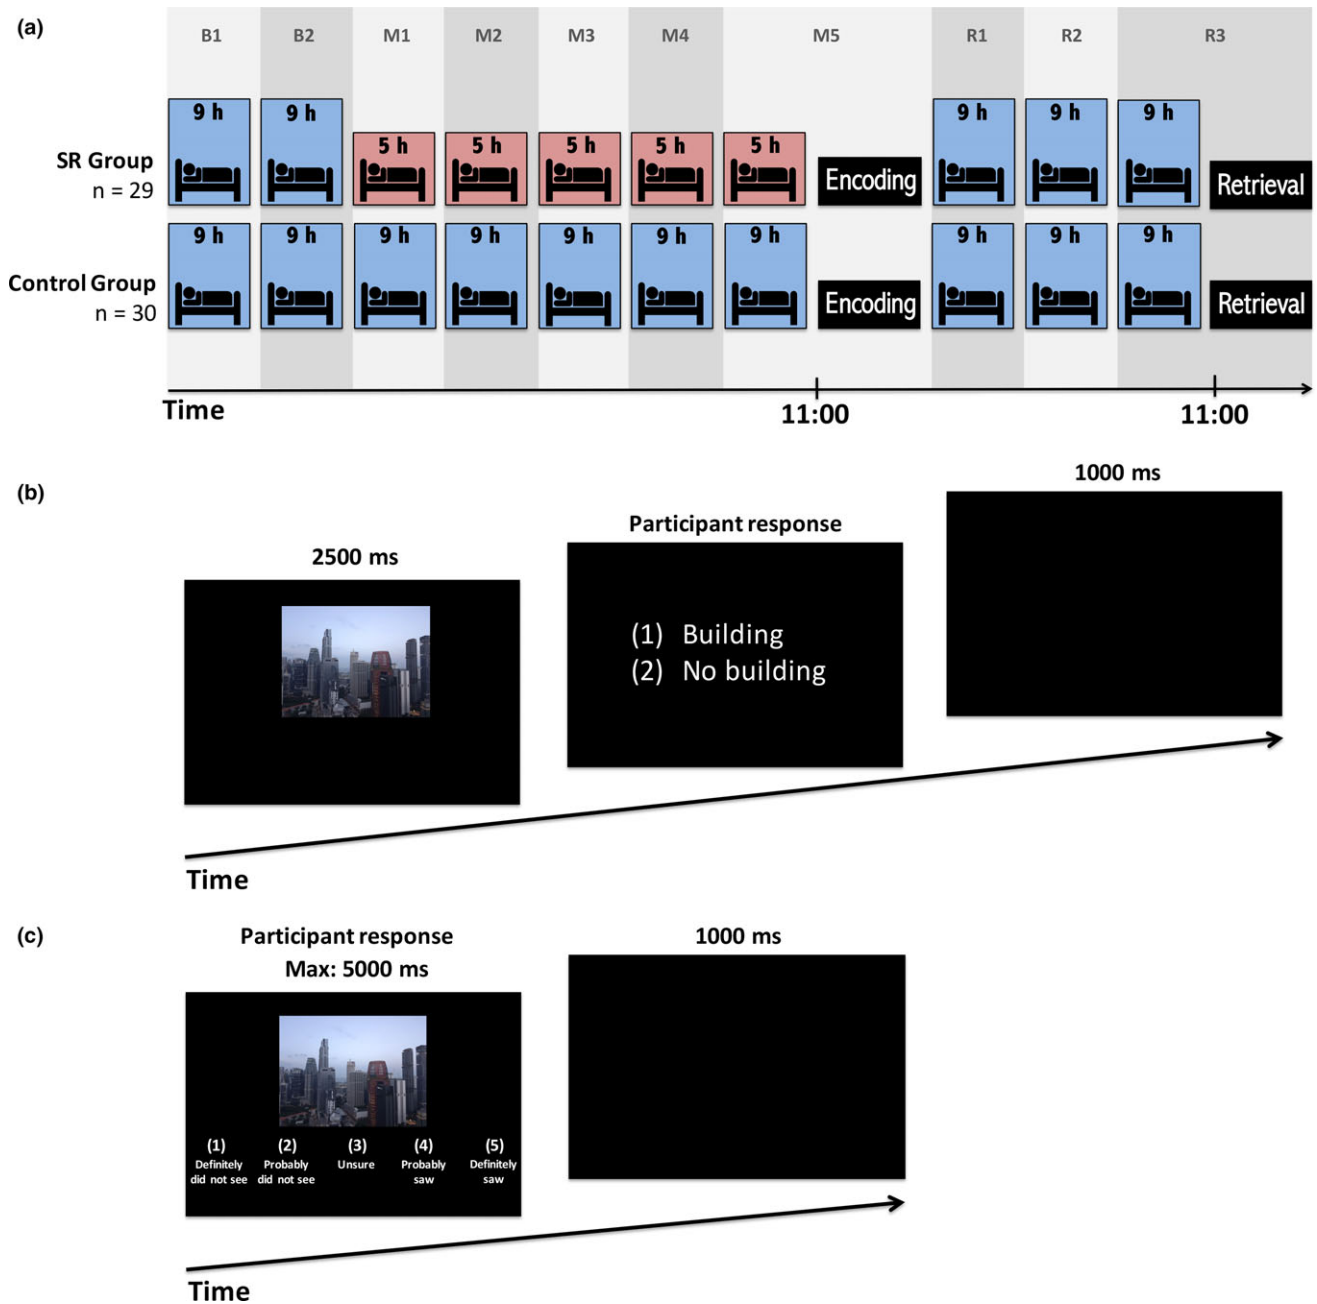 (a)
B1 B2 M1 M2 M3 M4 M5 R1 R2 R3
9 h 9 h 5 h 5 h 5 h 5 h 5 h 9 h 9 h 9 h
SR Group
n = 29
Encoding Retrieval
9 h 9 h 9 h 9 h 9 h 9 h 9 h 9 h 9 h 9 h
Control Group
n = 30
Encoding Retrieval
Time 11:00 11:00
(b)
2500 ms
Participant response
1000 ms
(1) Building
(2) No building
Time
(c)
Participant response
Max: 5000 ms
1000 ms
(1) (2) (3) (4) (5)
Definitely Probably Unsure Probably Definitely
did not see did not see saw saw
Time